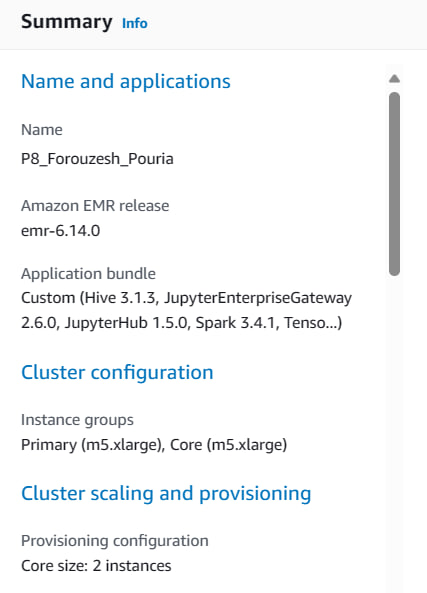 Summary Info
Name and applications
Name
P8_Forouzesh_Pouria
Amazon EMR release
emr-6.14.0
Application bundle
Custom (Hive 3.1.3, JupyterEnterpriseGateway
2.6.0, JupyterHub 1.5.0, Spark 3.4.1, Tenso...)
Cluster configuration
Instance groups
Primary (m5.xlarge), Core (m5.xlarge)
Cluster scaling and provisioning
Provisioning configuration
Core size: 2 instances